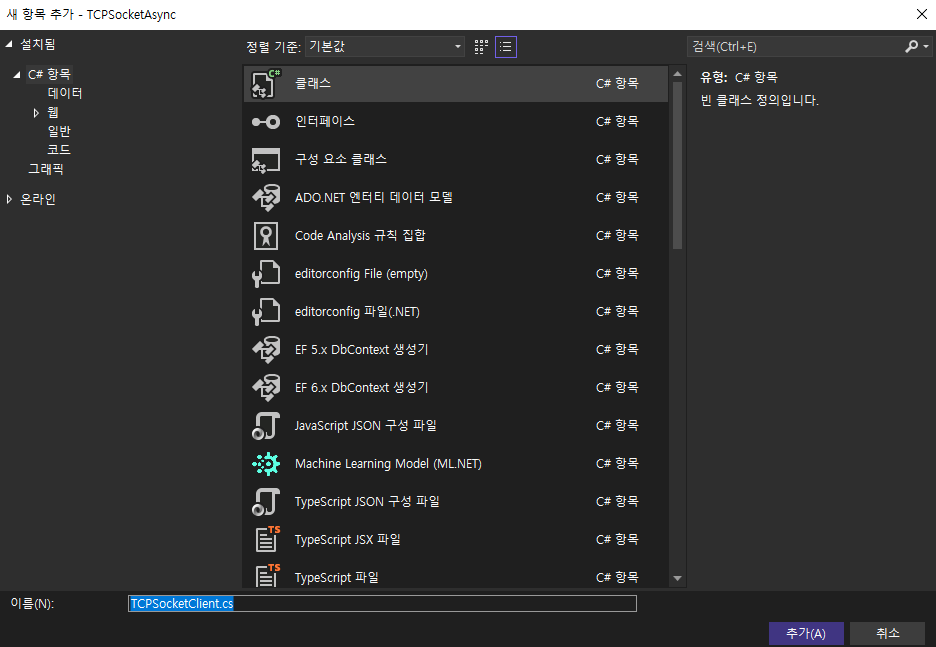 새 항목 추가 - TCPSocketAsync
설치됨
C# 항목
데이터
웹
일반
코드
그래픽
온라인
정렬 기준: 기본값
클래스 C# 항목
인터페이스 C# 항목
구성 요소 클래스 C# 항목
ADO.NET 엔터티 데이터 모델 C# 항목
Code Analysis 규칙 집합 C# 항목
editorconfig File (empty) C# 항목
editorconfig 파일(.NET) C# 항목
EF 5.x DbContext 생성기 C# 항목
EF 6.x DbContext 생성기 C# 항목
JavaScript JSON 구성 파일 C# 항목
Machine Learning Model (ML.NET) C# 항목
TypeScript JSON 구성 파일 C# 항목
TS
TypeScript JSX 파일 C# 항목
TS
TypeScript 파일 C# 항목
검색(Ctrl+E)
유형: C# 항목
빈 클래스 정의입니다.
이름(N): TCPSocketClient.cs
추가(A) 취소